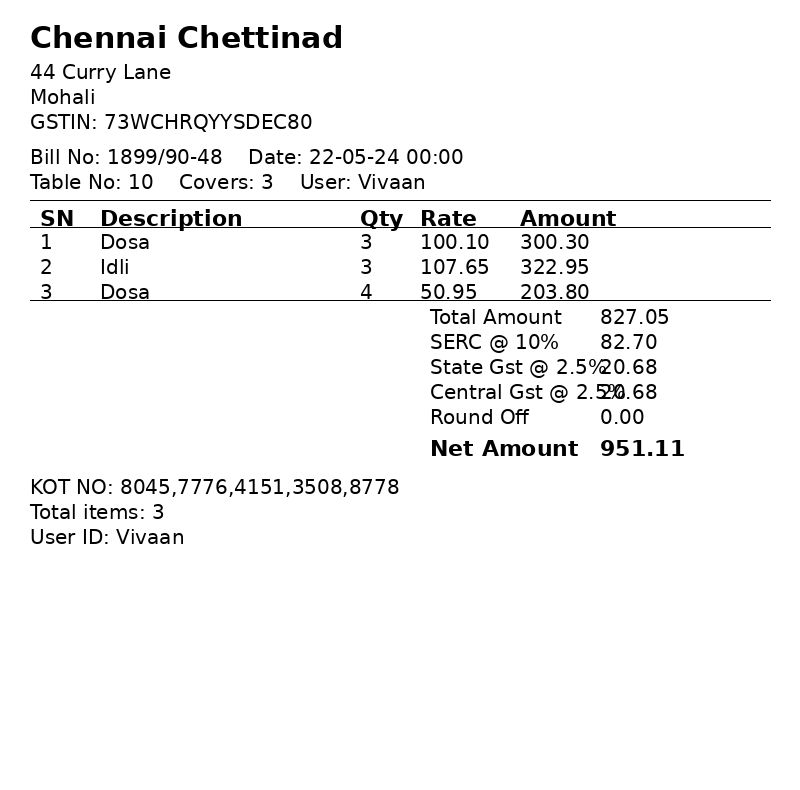 Chennai Chettinad
44 Curry Lane
Mohali
GSTIN: 73WCHRQYYSDEC80
Bill No: 1899/90-48 Date: 22-05-24 00:00
Table No: 10 Covers: 3 User: Vivaan
SN Description Qty Rate Amount
1 Dosa 3 100.10 300.30
2 Idli 3 107.65 322.95
3 Dosa 4 50.95 203.80
Total Amount 827.05
SERC @ 10% 82.70
State Gst @ 2.5% 20.68
Central Gst @ 2.5% 20.68
Round Off 0.00
Net Amount 951.11
KOT NO: 8045,7776,4151,3508,8778
Total items: 3
User ID: Vivaan